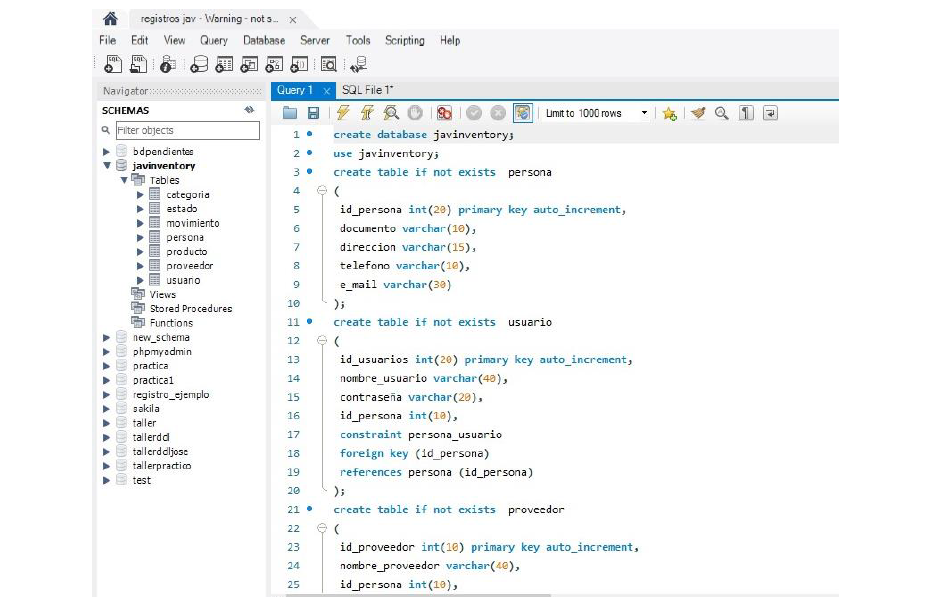 registros jav - Warning - not s... ×
File Edit View Query Database Server Tools Scripting Help
Navigator
SCHEMAS
Filter objects
bdpendientes
javinventory
Tables
categoria
estado
movimiento
persona
producto
proveedor
usuario
Views
Stored Procedures
Functions
new_schema
phpmyadmin
practica
practica1
registro_ejemplo
sakila
taller
tallerdcl
tallerddljose
tallerpractico
test
Query 1 × SQL File 1*
Limit to 1000 rows
1 create database javinventory;
2 use javinventory;
3 create table if not exists persona
4 (
5 id_persona int(20) primary key auto_increment,
6 documento varchar(10),
7 direccion varchar(15),
8 telefono varchar(10),
9 e_mail varchar(30)
10 );
11 create table if not exists usuario
12 (
13 id_usuarios int(20) primary key auto_increment,
14 nombre_usuario varchar(40),
15 contraseña varchar(20),
16 id_persona int(10),
17 constraint persona_usuario
18 foreign key (id_persona)
19 references persona (id_persona)
20 );
21 create table if not exists proveedor
22 (
23 id_proveedor int(10) primary key auto_increment,
24 nombre_proveedor varchar(40),
25 id_persona int(10),